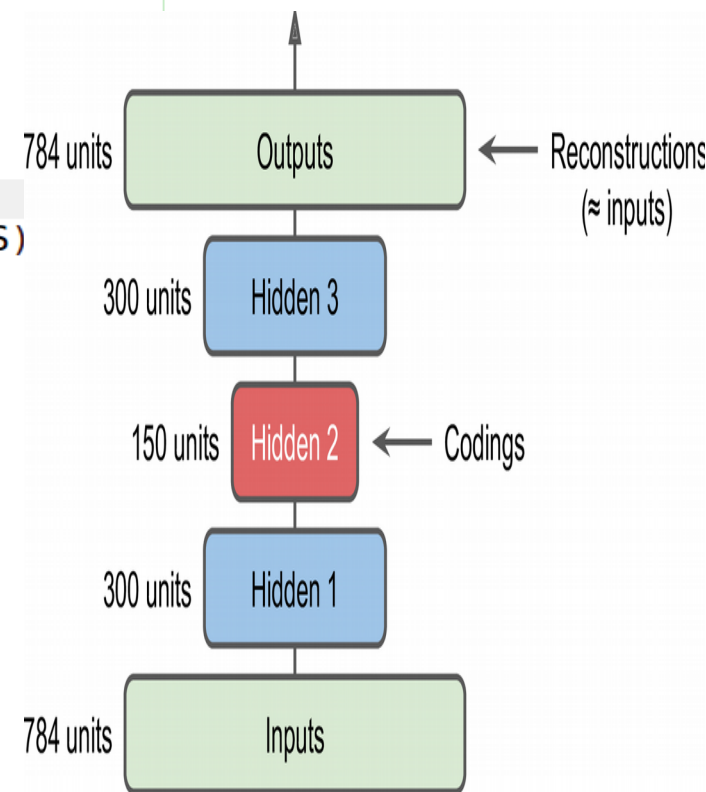 784 units
Outputs
Reconstructions
(≈ inputs)
s)
300 units
Hidden 3
150 units
Hidden 2
Codings
300 units
Hidden 1
784 units
Inputs